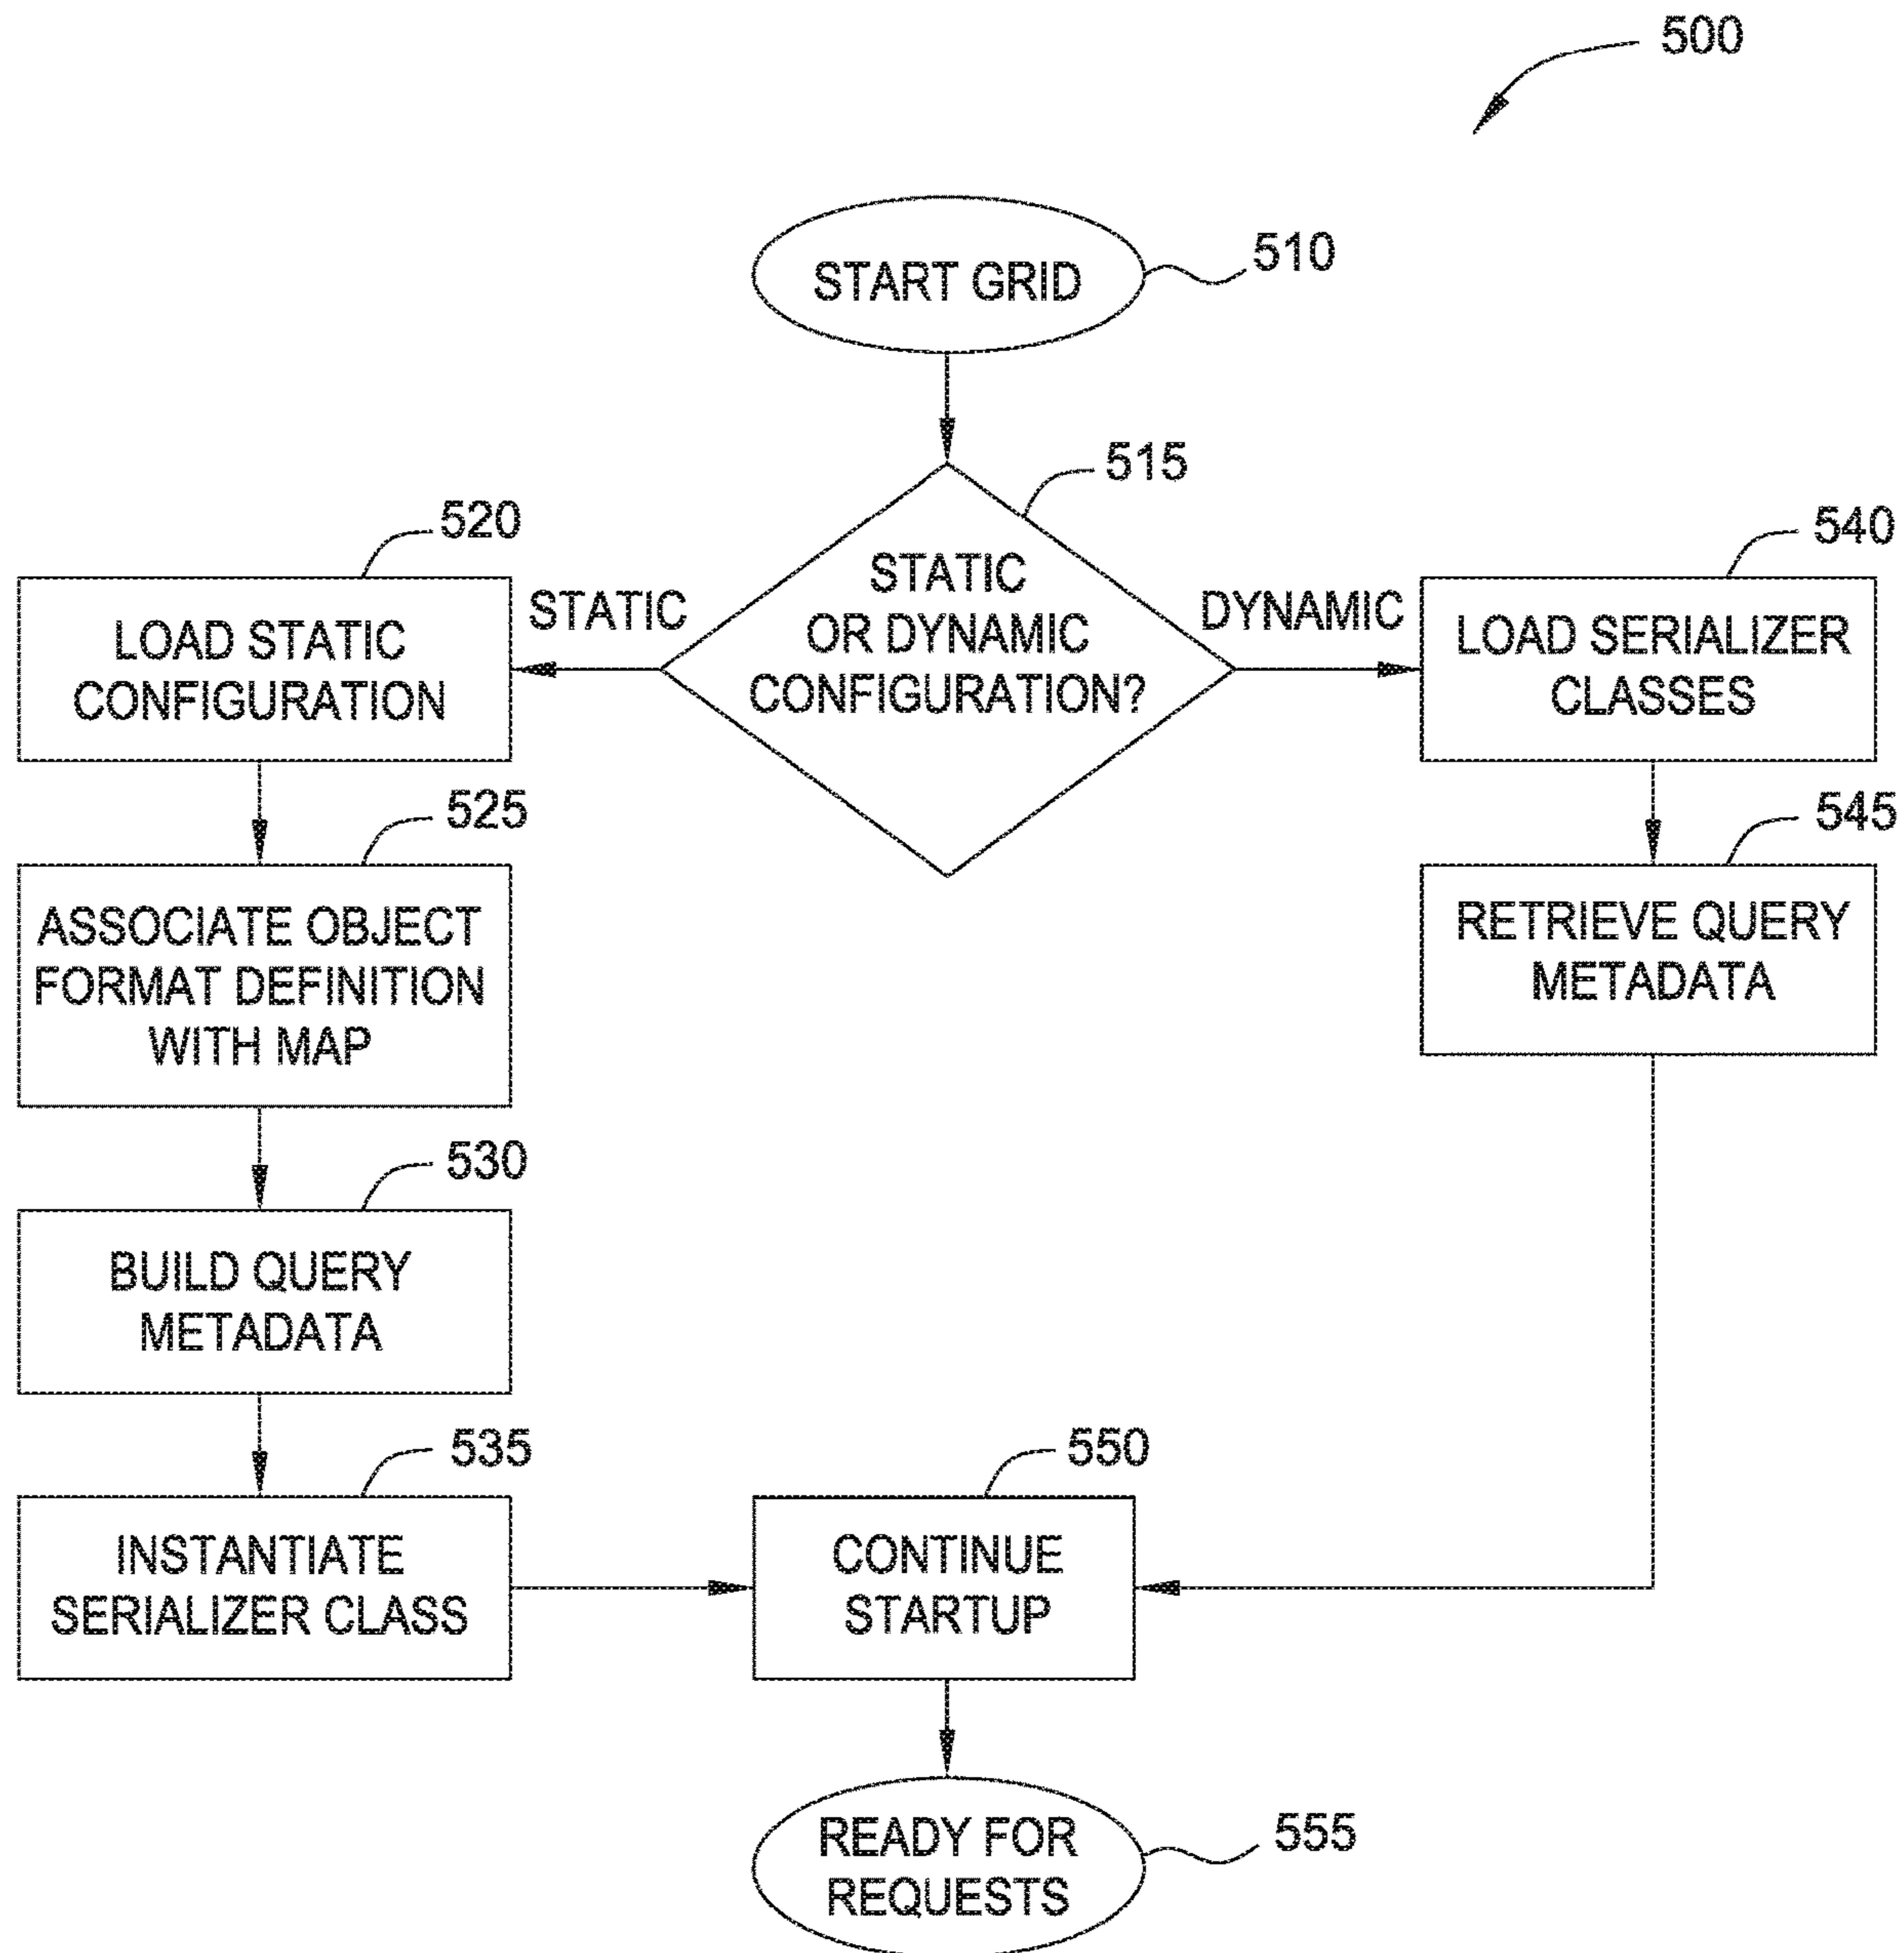 500
START GRID
510
515
STATIC
OR DYNAMIC
CONFIGURATION?
STATIC
DYNAMIC
520
LOAD STATIC
CONFIGURATION
525
ASSOCIATE OBJECT
FORMAT DEFINITION
WITH MAP
530
BUILD QUERY
METADATA
535
INSTANTIATE
SERIALIZER CLASS
540
LOAD SERIALIZER
CLASSES
545
RETRIEVE QUERY
METADATA
550
CONTINUE
STARTUP
READY FOR
REQUESTS
555